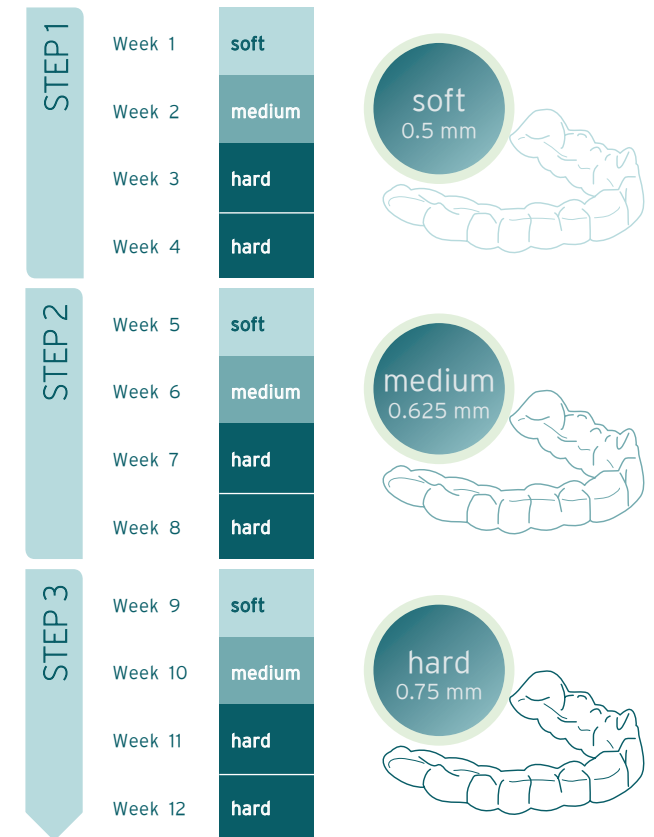 STEP 1
Week 1 soft
Week 2 medium
Week 3 hard
Week 4 hard
soft
0.5 mm
STEP 2
Week 5 soft
Week 6 medium
Week 7 hard
Week 8 hard
medium
0.625 mm
STEP 3
Week 9 soft
Week 10 medium
Week 11 hard
Week 12 hard
hard
0.75 mm